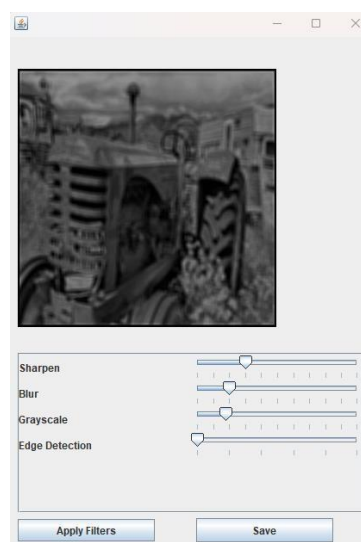 Sharpen
Blur
Grayscale
Edge Detection
Apply Filters
Save